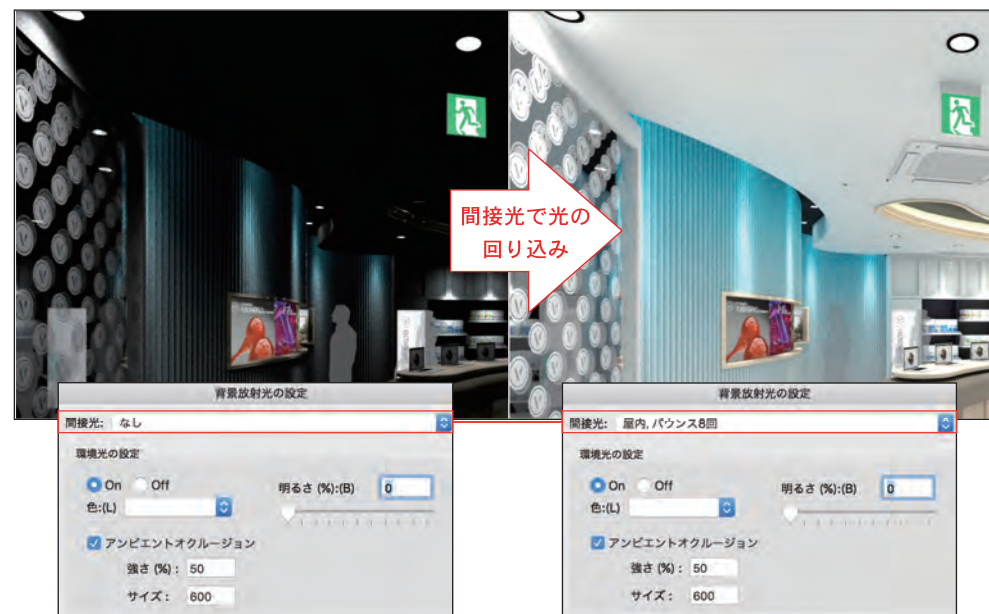 間接光で光の
回り込み
背景放射光の設定
間接光: なし
環境光の設定
On Off
明るさ (%):(B) 0
色:(L)
アンビエントオクルージョン
強さ (%): 50
サイズ: 600
背景放射光の設定
間接光: 屋内, バウンス8回
環境光の設定
On Off
明るさ (%):(B) 0
色:(L)
アンビエントオクルージョン
強さ (%): 50
サイズ: 600